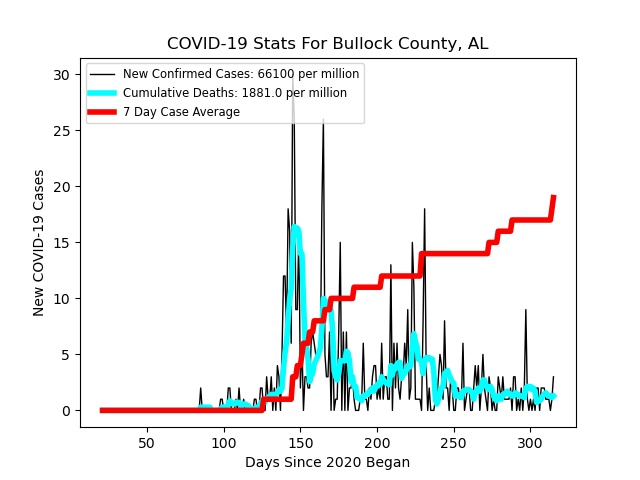 COVID-19 Stats For Bullock County, AL
New Confirmed Cases: 66100 per million
Cumulative Deaths: 1881.0 per million
7 Day Case Average
New COVID-19 Cases
30
25
20
15
10
5
0
50 100 150 200 250 300
Days Since 2020 Began